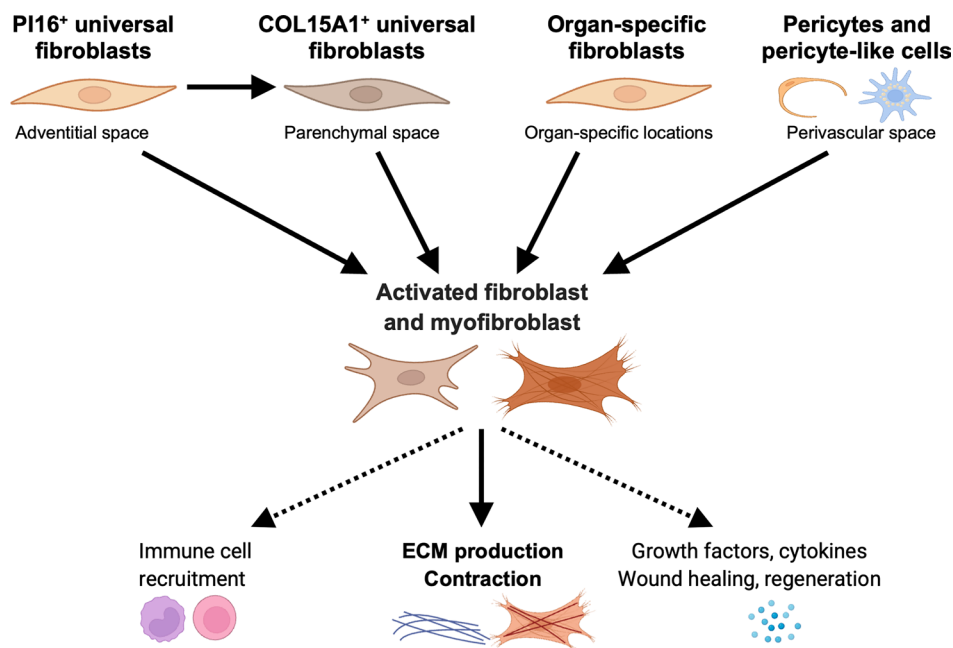 PI16⁺ universal
fibroblasts
COL15A1⁺ universal
fibroblasts
Organ-specific
fibroblasts
Pericytes and
pericyte-like cells
Adventitial space
Parenchymal space
Organ-specific locations
Perivascular space
Activated fibroblast
and myofibroblast
Immune cell
recruitment
ECM production
Contraction
Growth factors, cytokines
Wound healing, regeneration